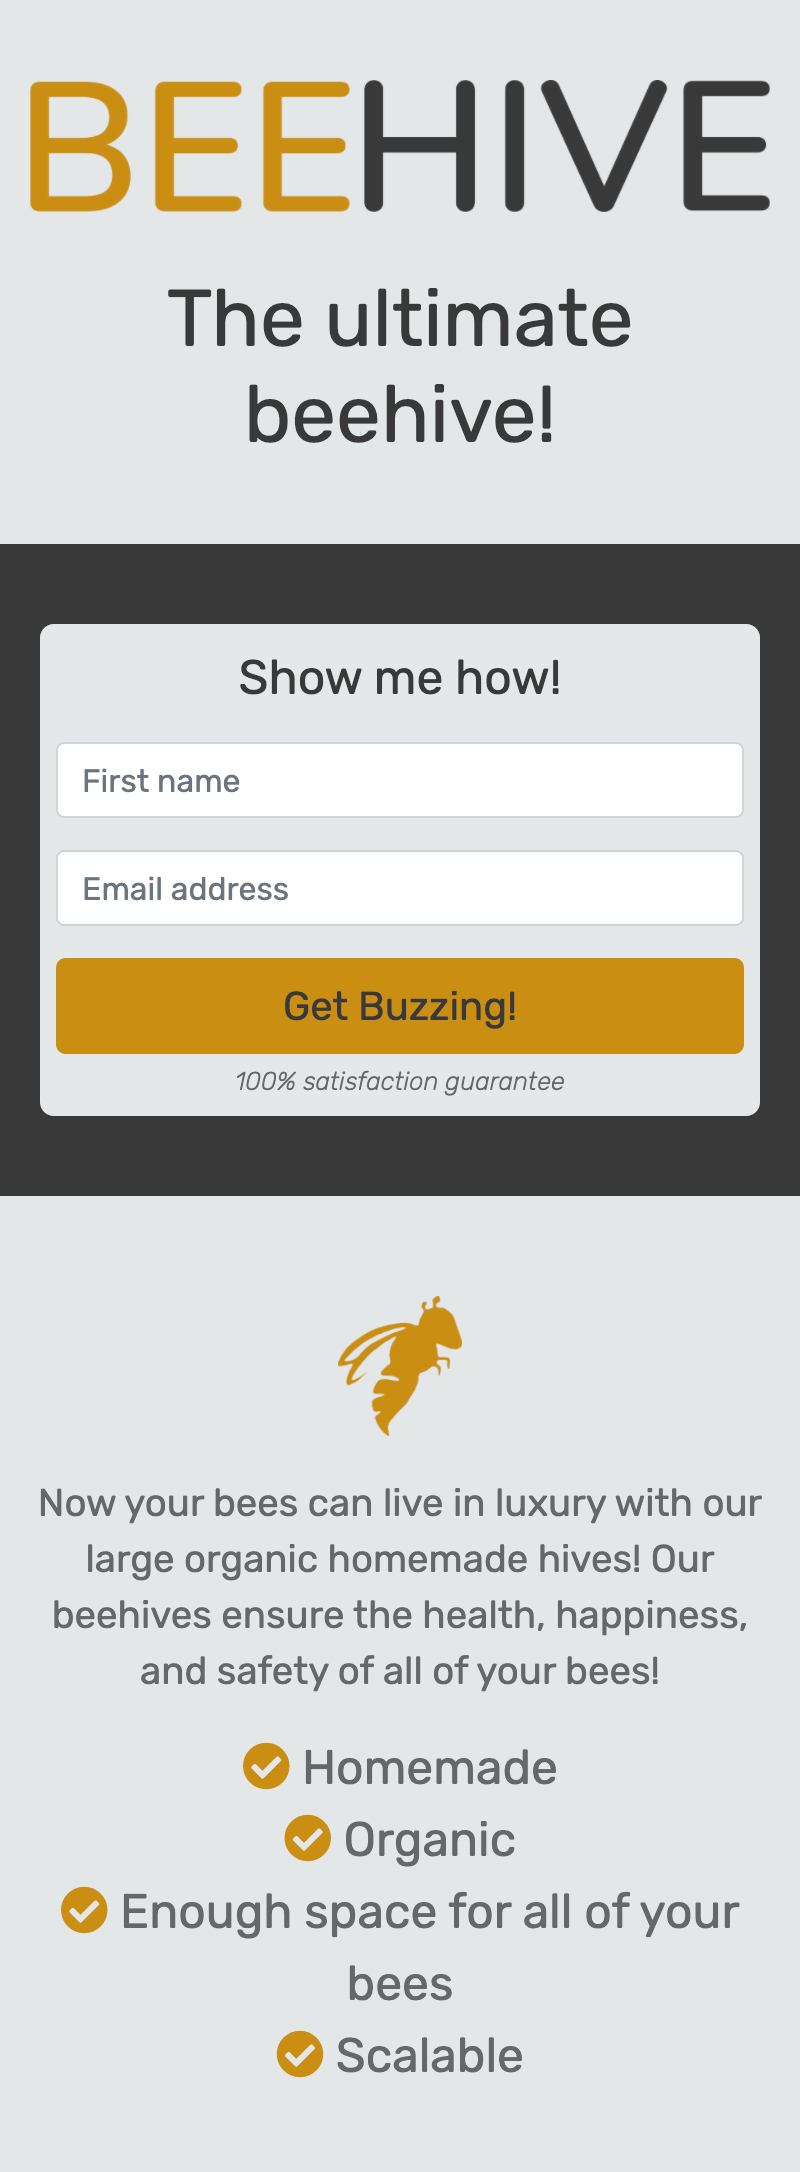 BEEHIVE
The ultimate
beehive!
Show me how!
First name
Email address
Get Buzzing!
100% satisfaction guarantee
Now your bees can live in luxury with our
large organic homemade hives! Our
beehives ensure the health, happiness,
and safety of all of your bees!
Homemade
Organic
Enough space for all of your
bees
Scalable